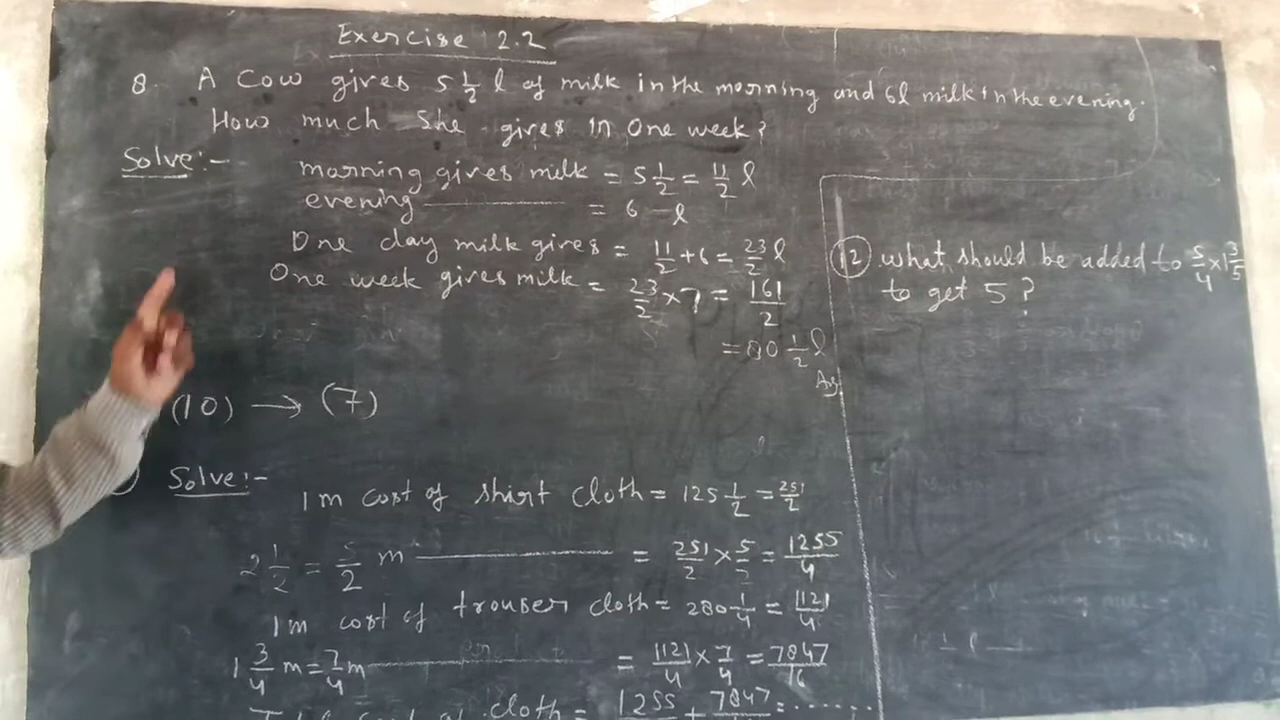 Exercise 2.2
8. A Cow gives 5 1/2 l of milk in the morning and 6l milk in the evening.
How much She gives in One week?
Solve:-
morning gives milk = 5 1/2 = 11/2 l
evening ——— = 6 l
One day milk gives = 11/2 + 6 = 23/2 l
One week gives milk = 23/2 × 7 = 161/2
= 80 1/2 l
Ans
(10) → (7)
Solve:-
1m cost of shirt cloth = 125 1/2 = 251/2
2 1/2 = 5/2 m ——— = 251/2 × 5/2 = 1255/4
1m cost of trouser cloth = 280 1/4 = 1121/4
1 3/4 m = 7/4 m ——— = 1121/4 × 7/4 = 7847/16
cost of cloth = 1255 + 7847 = ......
(12) what should be added to 5/4 × 1 3/5
to get 5?